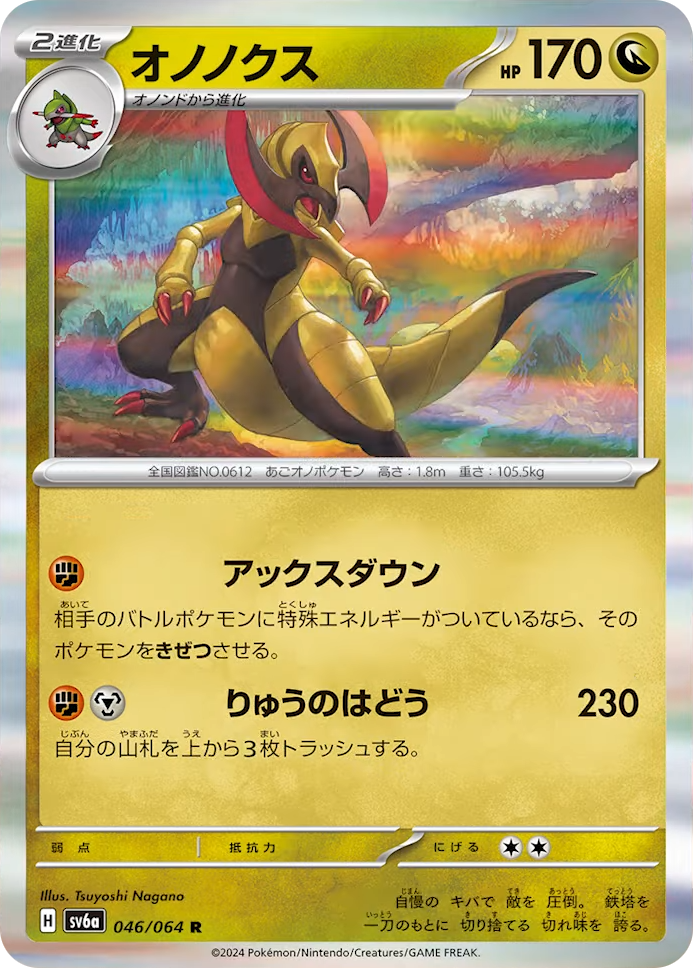 2進化
オノノクス
HP 170
オノンドから進化
全国図鑑NO.0612 あごオノポケモン 高さ:1.8m 重さ:105.5kg
アックスダウン
相手のバトルポケモンに特殊エネルギーがついているなら、その
ポケモンをきぜつさせる。
りゅうのはどう 230
自分の山札を上から3枚トラッシュする。
弱点 抵抗力 にげる
Illus. Tsuyoshi Nagano
自慢の キバで 敵を 圧倒。 鉄塔を
一刀のもとに 切り捨てる 切れ味を 誇る。
H sv6a 046/064 R
©2024 Pokémon/Nintendo/Creatures/GAME FREAK.